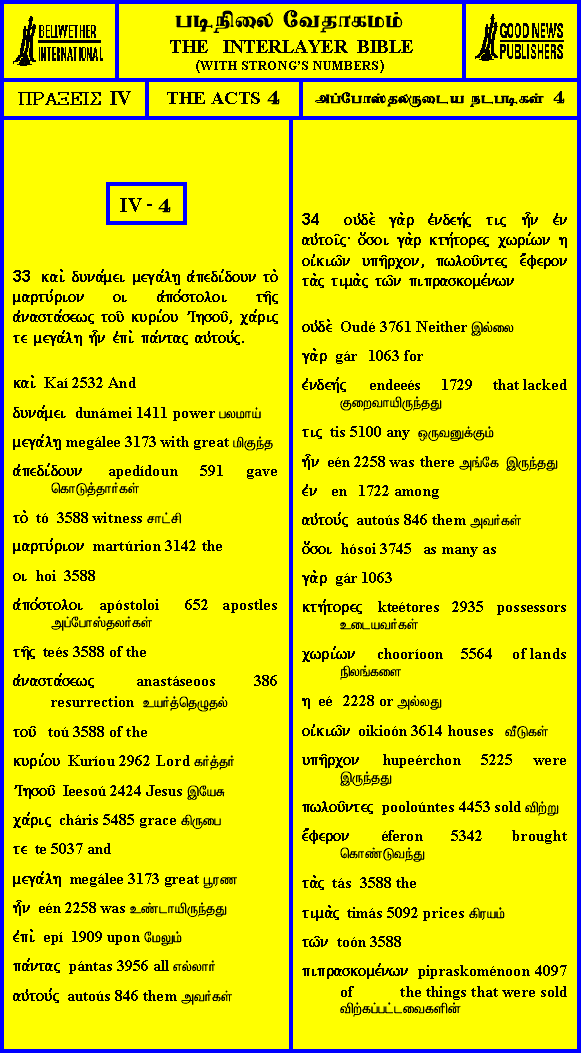 BELLWETHER
INTERNATIONAL
படிநிலை வேதாகமம்
THE INTERLAYER BIBLE
(WITH STRONG'S NUMBERS)
GOOD NEWS
PUBLISHERS
ΠΡΑΞΕΙΣ IV
THE ACTS 4
அப்போஸ்தலருடைய நடபடிகள் 4
IV - 4
33 καὶ δυνάμει μεγάλῃ ἀπεδίδουν τὸ
μαρτύριον οι ἀπόστολοι τῆς
ἀναστάσεως τοῦ κυρίου Ἰησοῦ, χάρις
τε μεγάλη ἦν ἐπὶ πάντας αὐτούς.
καὶ Kaí 2532 And
δυνάμει dunámei 1411 power பலமாய்
μεγάλῃ megálee 3173 with great மிகுந்த
ἀπεδίδουν apedídoun 591 gave
கொடுத்தார்கள்
τὸ tó 3588 witness சாட்சி
μαρτύριον martúrion 3142 the
οι hoi 3588
ἀπόστολοι apóstoloi 652 apostles
அப்போஸ்தலர்கள்
τῆς teés 3588 of the
ἀναστάσεως anastáseoos 386
resurrection உயிர்த்தெழுதல்
τοῦ toú 3588 of the
κυρίου Kuríou 2962 Lord கர்த்தர்
Ἰησοῦ Ieesoú 2424 Jesus இயேசு
χάρις cháris 5485 grace கிருபை
τε te 5037 and
μεγάλη megálee 3173 great பூரண
ἦν eén 2258 was உண்டாயிருந்தது
ἐπὶ epí 1909 upon மேலும்
πάντας pántas 3956 all எல்லார்
αὐτούς autoús 846 them அவர்கள்
34 οὐδὲ γὰρ ἐνδεής τις ἦν ἐν
αὐτοῖς· ὅσοι γὰρ κτήτορες χωρίων η
οἰκιῶν υπῆρχον, πωλοῦντες ἔφερον
τὰς τιμὰς τῶν πιπρασκομένων
οὐδὲ Oudé 3761 Neither இல்லை
γὰρ gár 1063 for
ἐνδεής endeeés 1729 that lacked
குறைவாயிருந்தது
τις tis 5100 any ஒருவனுக்கும்
ἦν eén 2258 was there அங்கே இருந்தது
ἐν en 1722 among
αὐτούς autoús 846 them அவர்கள்
ὅσοι hósoi 3745 as many as
γὰρ gár 1063
κτήτορες kteétores 2935 possessors
உடையவர்கள்
χωρίων chooríoon 5564 of lands
நிலங்களை
η eé 2228 or அல்லது
οἰκιῶν oikioón 3614 houses வீடுகள்
υπῆρχον hupeérchon 5225 were
இருந்தது
πωλοῦντες pooloúntes 4453 sold விற்று
ἔφερον éferon 5342 brought
கொண்டுவந்து
τὰς tás 3588 the
τιμὰς timás 5092 prices கிரயம்
τῶν toón 3588
πιπρασκομένων pipraskoménoon 4097
of the things that were sold
விற்கப்பட்டவைகளின்